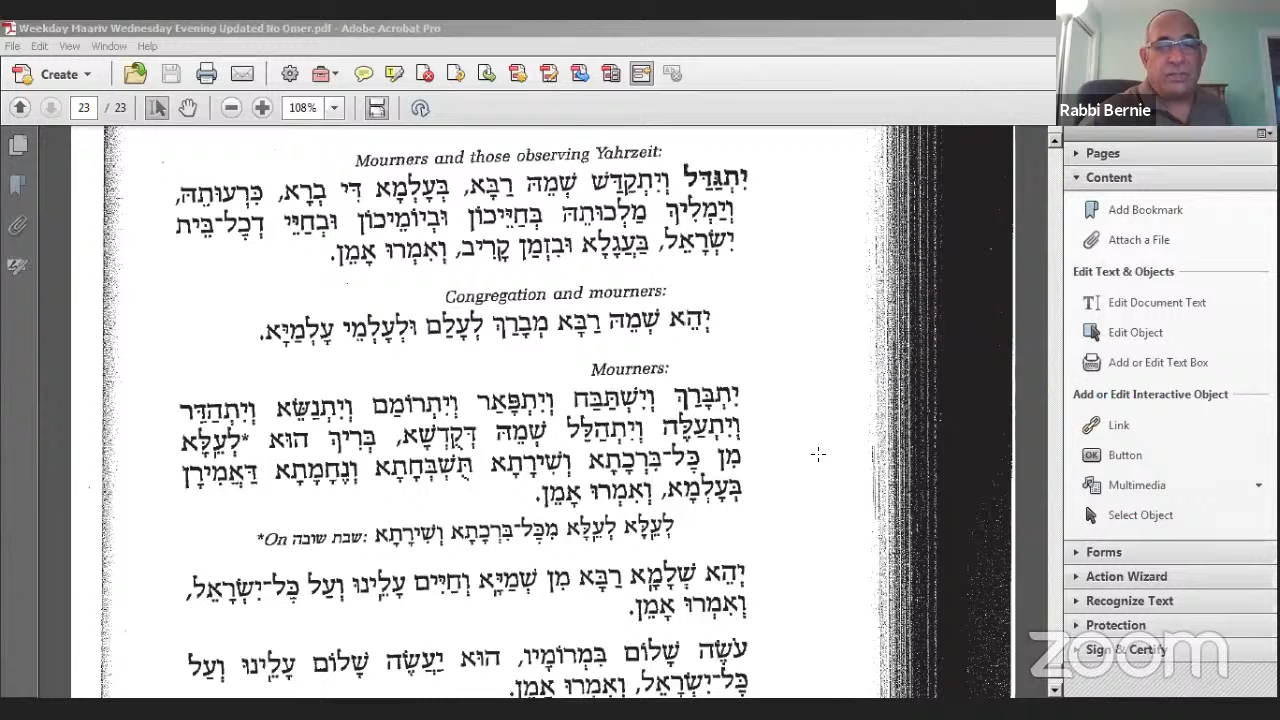 Weekday Maariv Wednesday Evening Updated No Omer.pdf - Adobe Acrobat Pro
File Edit View Window Help
Create
23 / 23 108%
Rabbi Bernie
Mourners and those observing Yahrzeit:
יִתְגַּדַּל וְיִתְקַדַּשׁ שְׁמֵהּ רַבָּא, בְּעָלְמָא דִּי בְרָא, כִּרְעוּתֵהּ,
וְיַמְלִיךְ מַלְכוּתֵהּ בְּחַיֵּיכוֹן וּבְיוֹמֵיכוֹן וּבְחַיֵּי דְכָל־בֵּית
יִשְׂרָאֵל, בַּעֲגָלָא וּבִזְמַן קָרִיב, וְאִמְרוּ אָמֵן.
Congregation and mourners:
יְהֵא שְׁמֵהּ רַבָּא מְבָרַךְ לְעָלַם וּלְעָלְמֵי עָלְמַיָּא.
Mourners:
יִתְבָּרַךְ וְיִשְׁתַּבַּח וְיִתְפָּאַר וְיִתְרוֹמַם וְיִתְנַשֵּׂא וְיִתְהַדַּר
וְיִתְעַלֶּה וְיִתְהַלַּל שְׁמֵהּ דְּקֻדְשָׁא, בְּרִיךְ הוּא *לְעֵלָּא
מִן כָּל־בִּרְכָתָא וְשִׁירָתָא תֻּשְׁבְּחָתָא וְנֶחָמָתָא דַּאֲמִירָן
בְּעָלְמָא, וְאִמְרוּ אָמֵן.
*On שבת שובה: לְעֵלָּא לְעֵלָּא מִכָּל־בִּרְכָתָא וְשִׁירָתָא
יְהֵא שְׁלָמָא רַבָּא מִן שְׁמַיָּא וְחַיִּים עָלֵינוּ וְעַל כָּל־יִשְׂרָאֵל,
וְאִמְרוּ אָמֵן.
עֹשֶׂה שָׁלוֹם בִּמְרוֹמָיו, הוּא יַעֲשֶׂה שָׁלוֹם עָלֵינוּ וְעַל
כָּל־יִשְׂרָאֵל, וְאִמְרוּ אָמֵן.
Pages
Content
Add Bookmark
Attach a File
Edit Text & Objects
Edit Document Text
Edit Object
Add or Edit Text Box
Add or Edit Interactive Object
Link
OK Button
Multimedia
Select Object
Forms
Action Wizard
Recognize Text
Protection
Sign & Certify
zoom